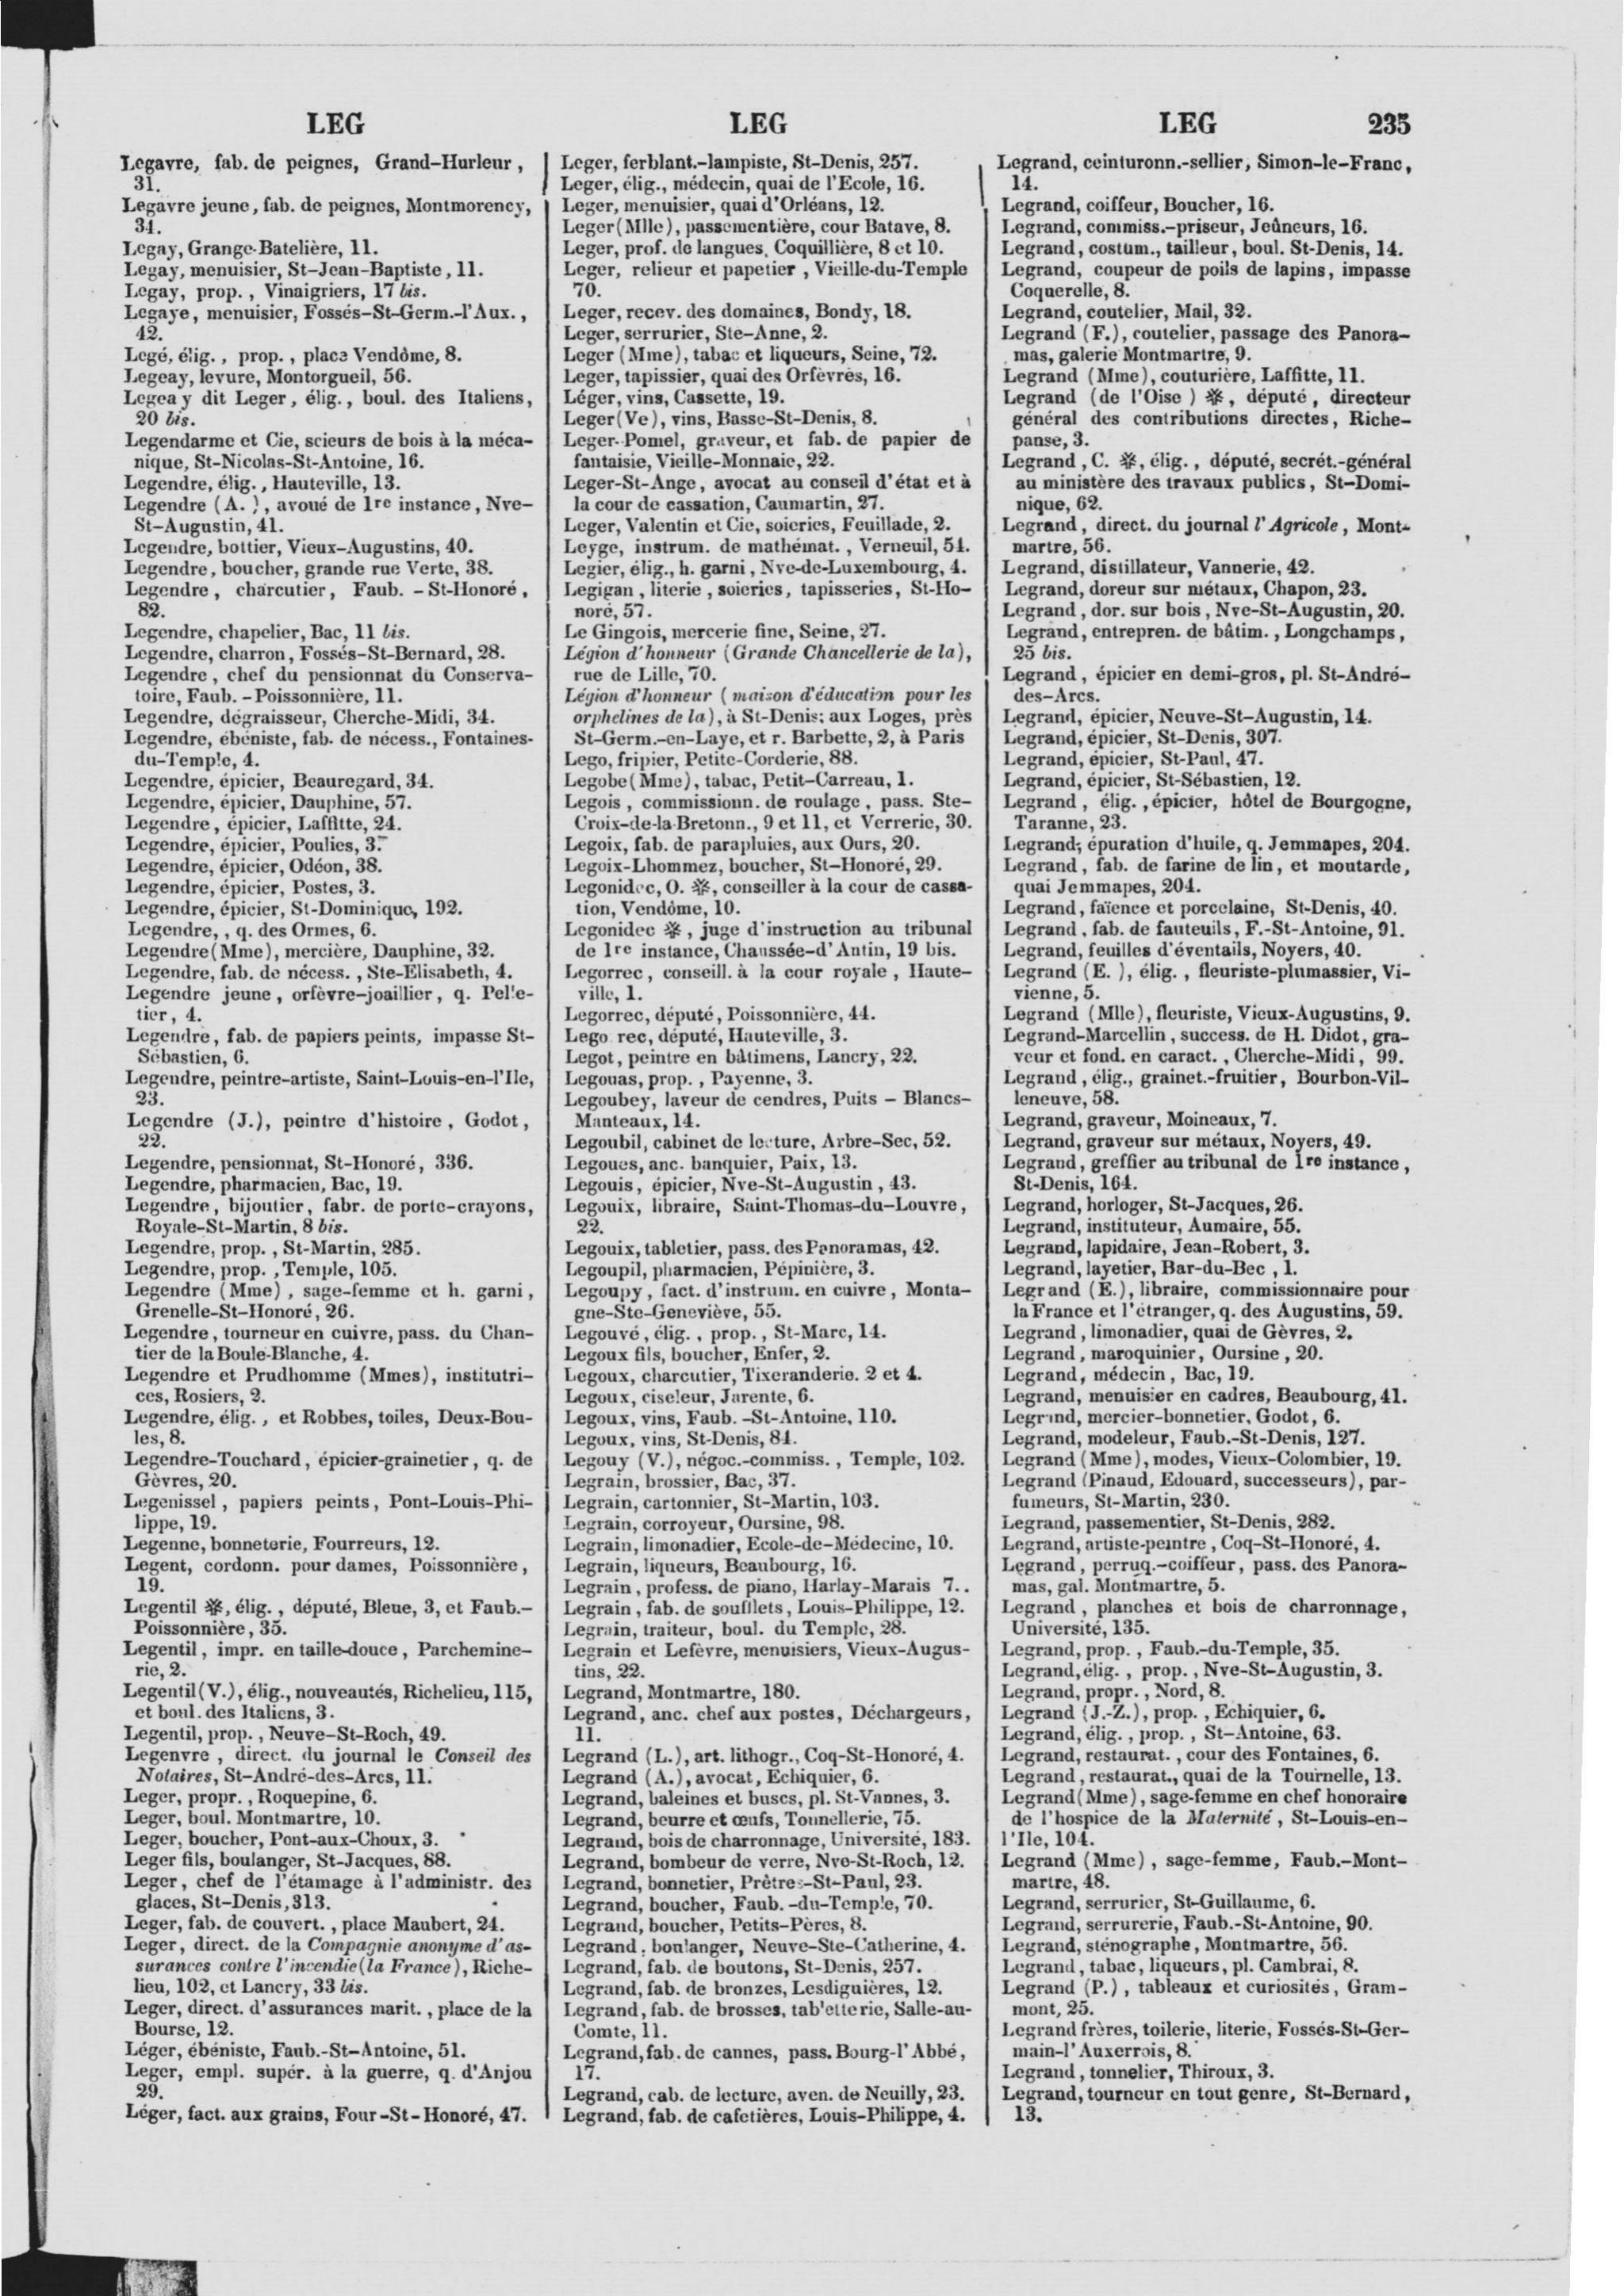 LEG
LEG
LEG
235
Legavre, fab. de peignes, Grand-Hurleur,
31.
Legavre jeune, fab. de peignes, Montmorency,
31.
Legay, Grange-Batelière, 11.
Legay, menuisier, St-Jean-Baptiste, 11.
Legay, prop., Vinaigriers, 17 bis.
Legaye, menuisier, Fossés-St-Germ.-l'Aux.,
42.
Legé, élig., prop., place Vendôme, 8.
Legeay, levure, Montorgueil, 56.
Legeay dit Leger, élig., boul. des Italiens,
20 bis.
Legendarme et Cie, scieurs de bois à la méca-
nique, St-Nicolas-St-Antoine, 16.
Legendre, élig., Hauteville, 13.
Legendre (A.), avoué de 1re instance, Nve-
St-Augustin, 41.
Legendre, bottier, Vieux-Augustins, 40.
Legendre, boucher, grande rue Verte, 38.
Legendre, charcutier, Faub.-St-Honoré,
82.
Legendre, chapelier, Bac, 11 bis.
Legendre, charron, Fossés-St-Bernard, 28.
Legendre, chef du pensionnat du Conserva-
toire, Faub.-Poissonnière, 11.
Legendre, dégraisseur, Cherche-Midi, 34.
Legendre, ébéniste, fab. de nécess., Fontaines-
du-Temple, 4.
Legendre, épicier, Beauregard, 34.
Legendre, épicier, Dauphine, 57.
Legendre, épicier, Laffitte, 24.
Legendre, épicier, Poulies, 3.
Legendre, épicier, Odéon, 38.
Legendre, épicier, Postes, 3.
Legendre, épicier, St-Dominique, 192.
Legendre, , q. des Ormes, 6.
Legendre (Mme), mercière, Dauphine, 32.
Legendre, fab. de nécess., Ste-Elisabeth, 4.
Legendre jeune, orfèvre-joaillier, q. Pelle-
tier, 4.
Legendre, fab. de papiers peints, impasse St-
Sébastien, 6.
Legendre, peintre-artiste, Saint-Louis-en-l'Ile,
23.
Legendre (J.), peintre d'histoire, Godot,
22.
Legendre, pensionnat, St-Honoré, 336.
Legendre, pharmacien, Bac, 19.
Legendre, bijoutier, fabr. de porte-crayons,
Royale-St-Martin, 8 bis.
Legendre, prop., St-Martin, 285.
Legendre, prop., Temple, 105.
Legendre (Mme), sage-femme et h. garni,
Grenelle-St-Honoré, 26.
Legendre, tourneur en cuivre, pass. du Chan-
tier de la Boule-Blanche, 4.
Legendre et Prudhomme (Mmes), institutri-
ces, Rosiers, 2.
Legendre, élig., et Robbes, toiles, Deux-Bou-
les, 8.
Legendre-Touchard, épicier-grainetier, q. de
Gèvres, 20.
Legenissel, papiers peints, Pont-Louis-Phi-
lippe, 19.
Legenne, bonneterie, Fourreurs, 12.
Legent, cordonn. pour dames, Poissonnière,
19.
Legentil ※, élig., député, Bleue, 3, et Faub.-
Poissonnière, 35.
Legentil, impr. en taille-douce, Parchemine-
rie, 2.
Legentil (V.), élig., nouveautés, Richelieu, 115,
et boul. des Italiens, 3.
Legentil, prop., Neuve-St-Roch, 49.
Legenvre, direct. du journal le Conseil des
Notaires, St-André-des-Arcs, 11.
Leger, propr., Roquepine, 6.
Leger, boul. Montmartre, 10.
Leger, boucher, Pont-aux-Choux, 3.
Leger fils, boulanger, St-Jacques, 88.
Leger, chef de l'étamage à l'administr. des
glaces, St-Denis, 313.
Leger, fab. de couvert., place Maubert, 24.
Leger, direct. de la Compagnie anonyme d'as-
surances contre l'incendie (la France), Riche-
lieu, 102, et Lancry, 33 bis.
Leger, direct. d'assurances marit., place de la
Bourse, 12.
Léger, ébéniste, Faub.-St-Antoine, 51.
Leger, empl. supér. à la guerre, q. d'Anjou
29.
Léger, fact. aux grains, Four-St-Honoré, 47.
Leger, ferblant.-lampiste, St-Denis, 257.
Leger, élig., médecin, quai de l'Ecole, 16.
Leger, menuisier, quai d'Orléans, 12.
Leger (Mlle), passementière, cour Batave, 8.
Leger, prof. de langues, Coquillière, 8 et 10.
Leger, relieur et papetier, Vieille-du-Temple
70.
Leger, recev. des domaines, Bondy, 18.
Leger, serrurier, Ste-Anne, 2.
Leger (Mme), tabac et liqueurs, Seine, 72.
Leger, tapissier, quai des Orfèvres, 16.
Léger, vins, Cassette, 19.
Leger (Ve), vins, Basse-St-Denis, 8.
Leger-Pomel, graveur, et fab. de papier de
fantaisie, Vieille-Monnaie, 22.
Leger-St-Ange, avocat au conseil d'état et à
la cour de cassation, Caumartin, 27.
Leger, Valentin et Cie, soieries, Feuillade, 2.
Leyge, instrum. de mathémat., Verneuil, 51.
Legier, élig., h. garni, Nve-de-Luxembourg, 4.
Legigan, literie, soieries, tapisseries, St-Ho-
noré, 57.
Le Gingois, mercerie fine, Seine, 27.
Légion d'honneur (Grande Chancellerie de la),
rue de Lille, 70.
Légion d'honneur (maison d'éducation pour les
orphelines de la), à St-Denis; aux Loges, près
St-Germ.-en-Laye, et r. Barbette, 2, à Paris
Lego, fripier, Petite-Corderie, 88.
Legobe (Mme), tabac, Petit-Carreau, 1.
Legois, commissionn. de roulage, pass. Ste-
Croix-de-la-Bretonn., 9 et 11, et Verrerie, 30.
Legoix, fab. de parapluies, aux Ours, 20.
Legoix-Lhommez, boucher, St-Honoré, 29.
Legonidec, O. ※, conseiller à la cour de cassa-
tion, Vendôme, 10.
Legonidec ※, juge d'instruction au tribunal
de 1re instance, Chaussée-d'Antin, 19 bis.
Legorrec, conseill. à la cour royale, Haute-
ville, 1.
Legorrec, député, Poissonnière, 44.
Lego rec, député, Hauteville, 3.
Legot, peintre en bâtimens, Lancry, 22.
Legouas, prop., Payenne, 3.
Legoubey, laveur de cendres, Puits-Blancs-
Manteaux, 14.
Legoubil, cabinet de lecture, Arbre-Sec, 52.
Legoues, anc. banquier, Paix, 13.
Legouis, épicier, Nve-St-Augustin, 43.
Legouix, libraire, Saint-Thomas-du-Louvre,
22.
Legouix, tabletier, pass. des Panoramas, 42.
Legoupil, pharmacien, Pépinière, 3.
Legoupy, fact. d'instrum. en cuivre, Monta-
gne-Ste-Geneviève, 55.
Legouvé, élig., prop., St-Marc, 14.
Legoux fils, boucher, Enfer, 2.
Legoux, charcutier, Tixeranderie. 2 et 4.
Legoux, ciseleur, Jarente, 6.
Legoux, vins, Faub.-St-Antoine, 110.
Legoux, vins, St-Denis, 81.
Legouy (V.), négoc.-commiss., Temple, 102.
Legrain, brossier, Bac, 37.
Legrain, cartonnier, St-Martin, 103.
Legrain, corroyeur, Oursine, 98.
Legrain, limonadier, Ecole-de-Médecine, 10.
Legrain, liqueurs, Beaubourg, 16.
Legrain, profess. de piano, Harlay-Marais 7..
Legrain, fab. de soufflets, Louis-Philippe, 12.
Legrain, traiteur, boul. du Temple, 28.
Legrain et Lefèvre, menuisiers, Vieux-Augus-
tins, 22.
Legrand, Montmartre, 180.
Legrand, anc. chef aux postes, Déchargeurs,
11.
Legrand (L.), art. lithogr., Coq-St-Honoré, 4.
Legrand (A.), avocat, Echiquier, 6.
Legrand, baleines et buscs, pl. St-Vannes, 3.
Legrand, beurre et œufs, Tonnellerie, 75.
Legrand, bois de charronnage, Université, 183.
Legrand, bombeur de verre, Nve-St-Roch, 12.
Legrand, bonnetier, Prêtres-St-Paul, 23.
Legrand, boucher, Faub.-du-Temple, 70.
Legrand, boucher, Petits-Pères, 8.
Legrand, boulanger, Neuve-Ste-Catherine, 4.
Legrand, fab. de boutons, St-Denis, 257.
Legrand, fab. de bronzes, Lesdiguières, 12.
Legrand, fab. de brosses, tabletterie, Salle-au-
Comte, 11.
Legrand, fab. de cannes, pass. Bourg-l'Abbé,
17.
Legrand, cab. de lecture, aven. de Neuilly, 23.
Legrand, fab. de cafetières, Louis-Philippe, 4.
Legrand, ceinturonn.-sellier, Simon-le-Franc,
14.
Legrand, coiffeur, Boucher, 16.
Legrand, commiss.-priseur, Jeûneurs, 16.
Legrand, costum., tailleur, boul. St-Denis, 14.
Legrand, coupeur de poils de lapins, impasse
Coquerelle, 8.
Legrand, coutelier, Mail, 32.
Legrand (F.), coutelier, passage des Panora-
mas, galerie Montmartre, 9.
Legrand (Mme), couturière, Laffitte, 11.
Legrand (de l'Oise) ※, député, directeur
général des contributions directes, Riche-
panse, 3.
Legrand, C. ※, élig., député, secrét.-général
au ministère des travaux publics, St-Domi-
nique, 62.
Legrand, direct. du journal l'Agricole, Mont-
martre, 56.
Legrand, distillateur, Vannerie, 42.
Legrand, doreur sur métaux, Chapon, 23.
Legrand, dor. sur bois, Nve-St-Augustin, 20.
Legrand, entrepren. de bâtim., Longchamps,
25 bis.
Legrand, épicier en demi-gros, pl. St-André-
des-Arcs.
Legrand, épicier, Neuve-St-Augustin, 14.
Legrand, épicier, St-Denis, 307.
Legrand, épicier, St-Paul, 47.
Legrand, épicier, St-Sébastien, 12.
Legrand, élig., épicier, hôtel de Bourgogne,
Taranne, 23.
Legrand, épuration d'huile, q. Jemmapes, 204.
Legrand, fab. de farine de lin, et moutarde,
quai Jemmapes, 204.
Legrand, faïence et porcelaine, St-Denis, 40.
Legrand, fab. de fauteuils, F.-St-Antoine, 91.
Legrand, feuilles d'éventails, Noyers, 40.
Legrand (E.), élig., fleuriste-plumassier, Vi-
vienne, 5.
Legrand (Mlle), fleuriste, Vieux-Augustins, 9.
Legrand-Marcellin, success. de H. Didot, gra-
veur et fond. en caract., Cherche-Midi, 99.
Legrand, élig., grainet.-fruitier, Bourbon-Vil-
leneuve, 58.
Legrand, graveur, Moineaux, 7.
Legrand, graveur sur métaux, Noyers, 49.
Legrand, greffier au tribunal de 1re instance,
St-Denis, 164.
Legrand, horloger, St-Jacques, 26.
Legrand, instituteur, Aumaire, 55.
Legrand, lapidaire, Jean-Robert, 3.
Legrand, layetier, Bar-du-Bec, 1.
Legrand (E.), libraire, commissionnaire pour
la France et l'étranger, q. des Augustins, 59.
Legrand, limonadier, quai de Gèvres, 2.
Legrand, maroquinier, Oursine, 20.
Legrand, médecin, Bac, 19.
Legrand, menuisier en cadres, Beaubourg, 41.
Legrand, mercier-bonnetier, Godot, 6.
Legrand, modeleur, Faub.-St-Denis, 127.
Legrand (Mme), modes, Vieux-Colombier, 19.
Legrand (Pinaud, Edouard, successeurs), par-
fumeurs, St-Martin, 230.
Legrand, passementier, St-Denis, 282.
Legrand, artiste-peintre, Coq-St-Honoré, 4.
Legrand, perruq.-coiffeur, pass. des Panora-
mas, gal. Montmartre, 5.
Legrand, planches et bois de charronnage,
Université, 135.
Legrand, prop., Faub.-du-Temple, 35.
Legrand, élig., prop., Nve-St-Augustin, 3.
Legrand, propr., Nord, 8.
Legrand (J.-Z.), prop., Echiquier, 6.
Legrand, élig., prop., St-Antoine, 63.
Legrand, restaurat., cour des Fontaines, 6.
Legrand, restaurat., quai de la Tournelle, 13.
Legrand (Mme), sage-femme en chef honoraire
de l'hospice de la Maternité, St-Louis-en-
l'Ile, 104.
Legrand (Mme), sage-femme, Faub.-Mont-
martre, 48.
Legrand, serrurier, St-Guillaume, 6.
Legrand, serrurerie, Faub.-St-Antoine, 90.
Legrand, sténographe, Montmartre, 56.
Legrand, tabac, liqueurs, pl. Cambrai, 8.
Legrand (P.), tableaux et curiosités, Gram-
mont, 25.
Legrand frères, toilerie, literie, Fossés-St-Ger-
main-l'Auxerrois, 8.
Legrand, tonnelier, Thiroux, 3.
Legrand, tourneur en tout genre, St-Bernard,
13.